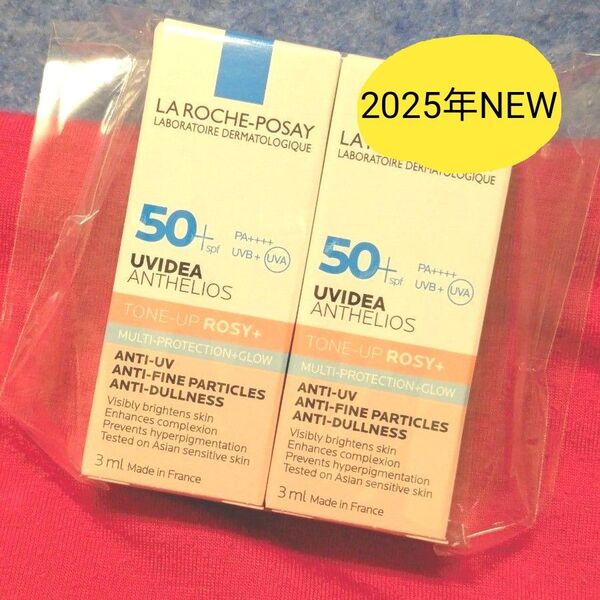 2025年NEW
LA ROCHE-POSAY
LABORATOIRE DERMATOLOGIQUE
50+
spf
PA++++
UVB+ UVA
UVIDEA
ANTHELIOS
TONE-UP ROSY+
MULTI-PROTECTION+GLOW
ANTI-UV
ANTI-FINE PARTICLES
ANTI-DULLNESS
Visibly brightens skin
Enhances complexion
Prevents hyperpigmentation
Tested on Asian sensitive skin
3 ml Made in France
LA
LABORATOIRE DERMATOLOGIQUE
50+
spf
PA++++
UVB+ UVA
UVIDEA
ANTHELIOS
TONE-UP ROSY+
MULTI-PROTECTION+GLOW
ANTI-UV
ANTI-FINE PARTICLES
ANTI-DULLNESS
Visibly brightens skin
Enhances complexion
Prevents hyperpigmentation
Tested on Asian sensitive skin
3 ml Made in France